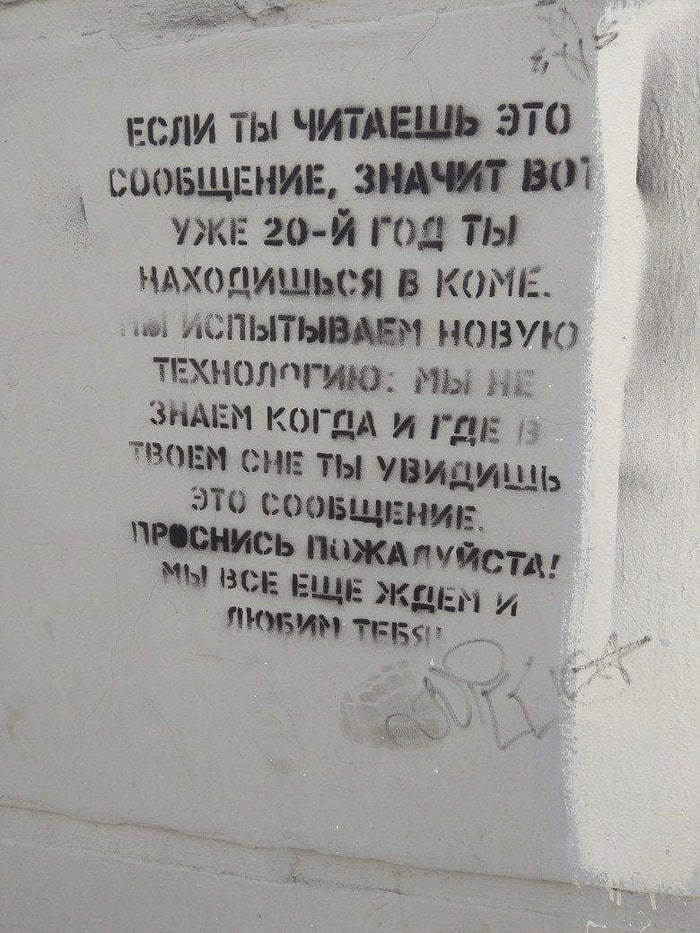 ЕСЛИ ТЫ ЧИТАЕШЬ ЭТО
СООБЩЕНИЕ, ЗНАЧИТ ВОТ
УЖЕ 20-Й ГОД ТЫ
НАХОДИШЬСЯ В КОМЕ.
МЫ ИСПЫТЫВАЕМ НОВУЮ
ТЕХНОЛОГИЮ: МЫ НЕ
ЗНАЕМ КОГДА И ГДЕ В
ТВОЕМ СНЕ ТЫ УВИДИШЬ
ЭТО СООБЩЕНИЕ.
ПРОСНИСЬ ПОЖАЛУЙСТА!
МЫ ВСЕ ЕЩЕ ЖДЕМ И
ЛЮБИМ ТЕБЯ!